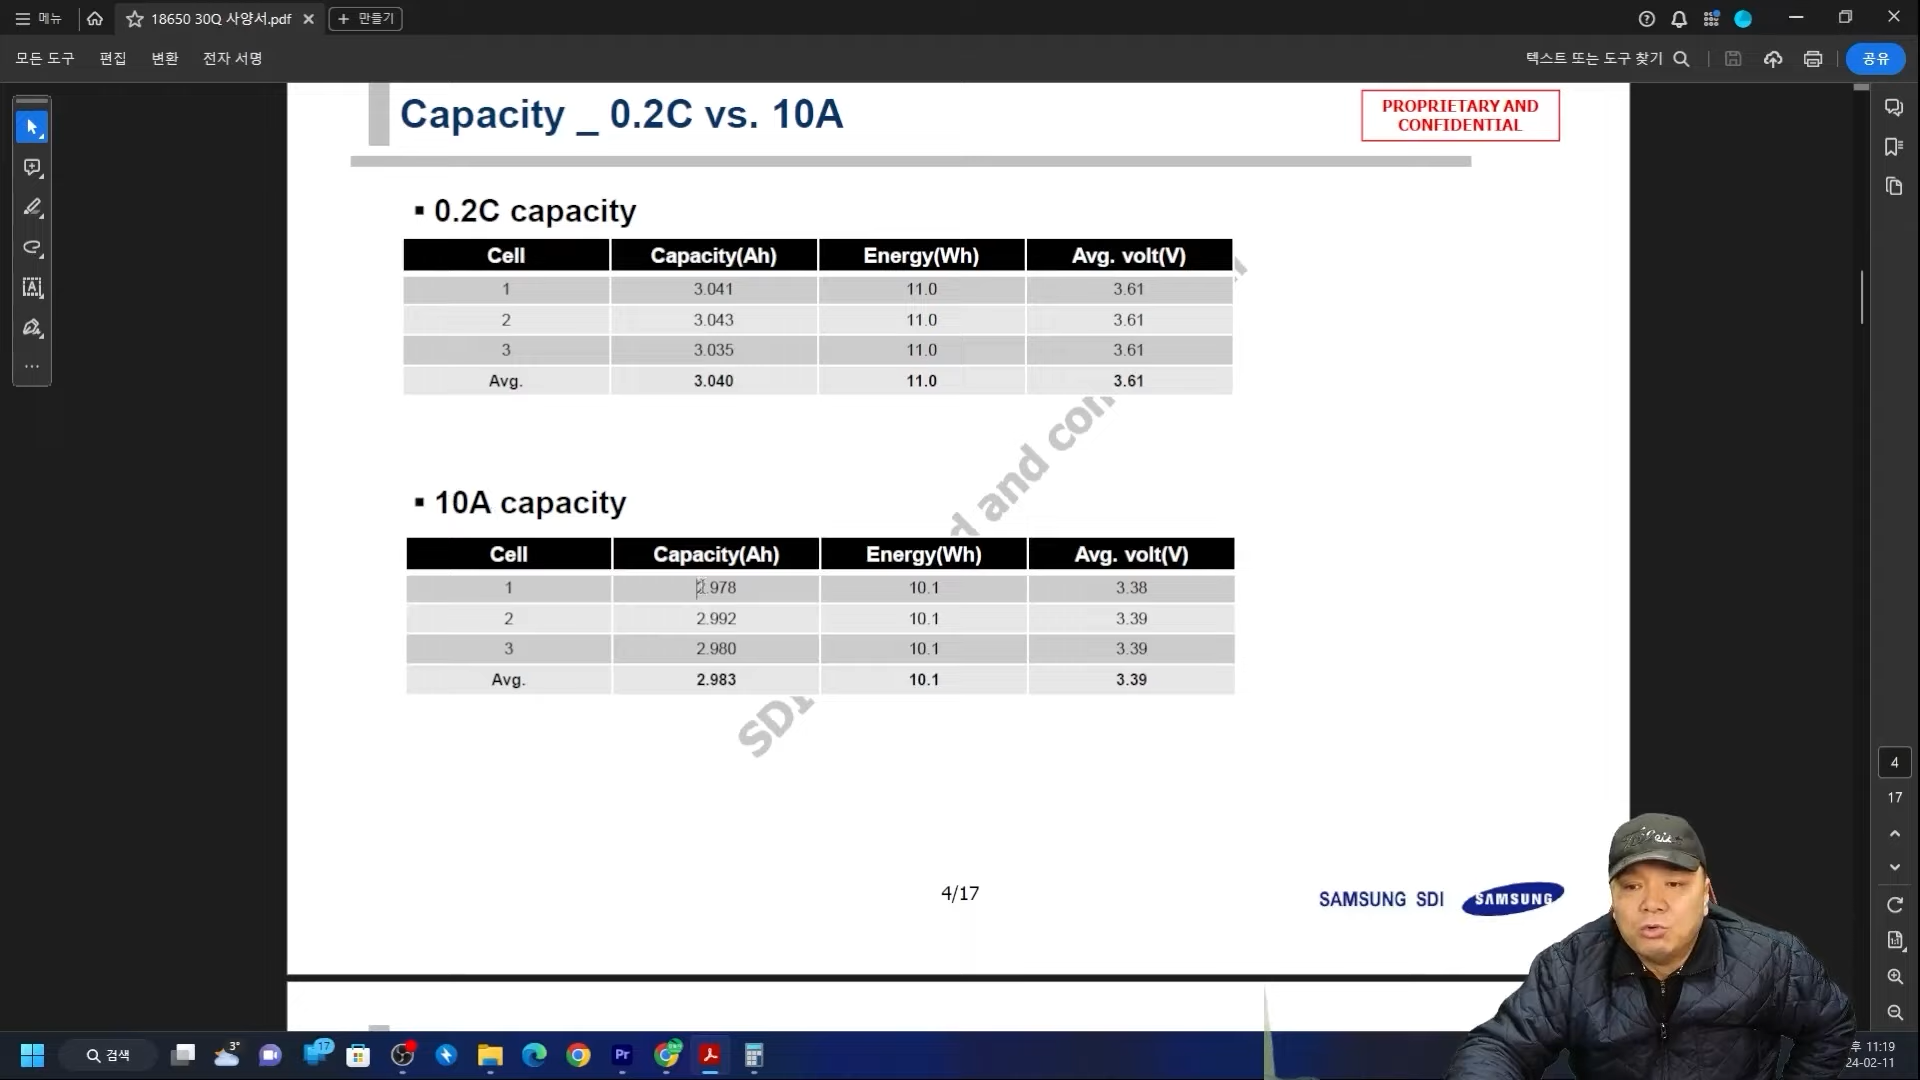 메뉴
18650 30Q 사양서.pdf
만들기
모든 도구 편집 변환 전자 서명
텍스트 또는 도구 찾기
공유
Capacity _ 0.2C vs. 10A
PROPRIETARY AND
CONFIDENTIAL
▪ 0.2C capacity
Cell Capacity(Ah) Energy(Wh) Avg. volt(V)
1 3.041 11.0 3.61
2 3.043 11.0 3.61
3 3.035 11.0 3.61
Avg. 3.040 11.0 3.61
and
▪ 10A capacity
Cell Capacity(Ah) Energy(Wh) Avg. volt(V)
1 2.978 10.1 3.38
2 2.992 10.1 3.39
3 2.980 10.1 3.39
Avg. 2.983 10.1 3.39
SDI
4/17
SAMSUNG SDI SAMSUNG
4
17
검색
3°
17
Pr
11:19
24-02-11